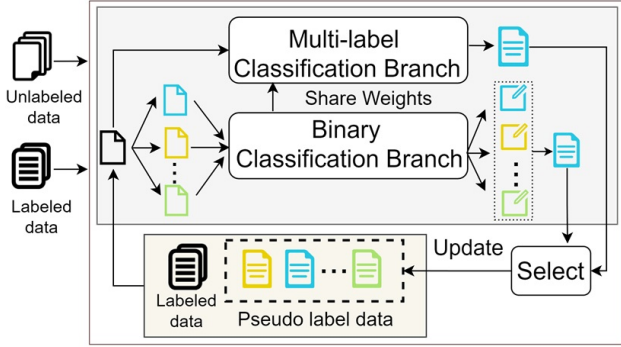 Multi-label
Classification Branch
Unlabeled
data
Share Weights
Binary
Classification Branch
Labeled
data
Update
Select
Labeled
data
Pseudo label data